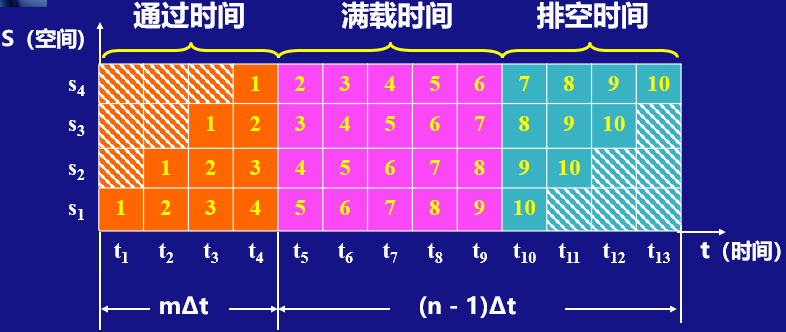 通过时间 满载时间 排空时间
S（空间）
s4 1 2 3 4 5 6 7 8 9 10
s3 1 2 3 4 5 6 7 8 9 10
s2 1 2 3 4 5 6 7 8 9 10
s1 1 2 3 4 5 6 7 8 9 10
t1 t2 t3 t4 t5 t6 t7 t8 t9 t10 t11 t12 t13 t（时间）
mΔt (n - 1)Δt